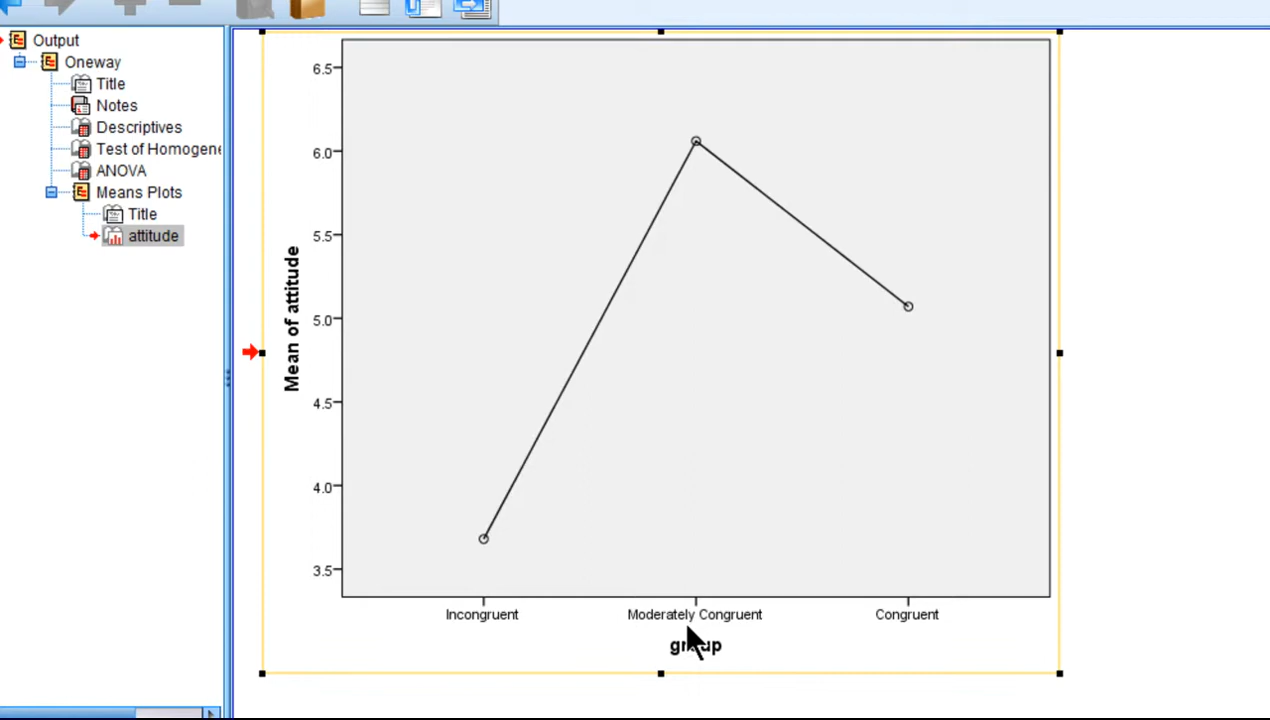 Output
Oneway
Title
Notes
Descriptives
Test of Homogene
ANOVA
Means Plots
Title
attitude
6.5
6.0
5.5
5.0
4.5
4.0
3.5
Mean of attitude
Incongruent
Moderately Congruent
Congruent